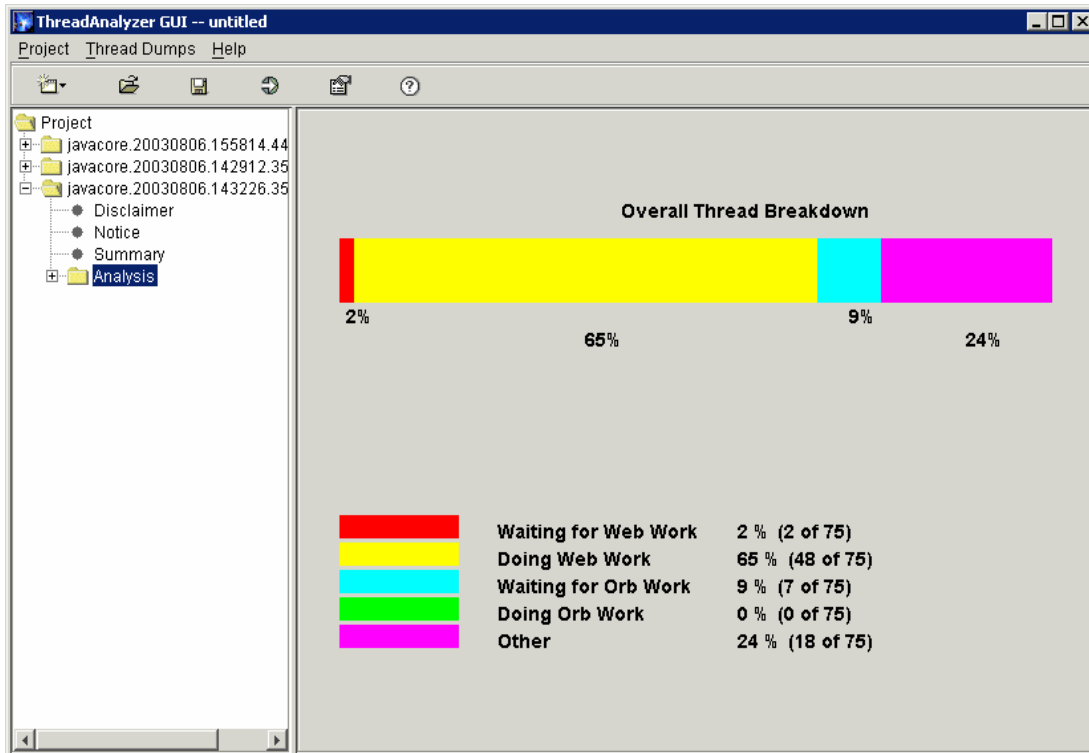 ThreadAnalyzer GUI -- untitled
Project Thread Dumps Help
Project
javacore.20030806.155814.44
javacore.20030806.142912.35
javacore.20030806.143226.35
Disclaimer
Notice
Summary
Analysis
Overall Thread Breakdown
2% 9%
65% 24%
Waiting for Web Work 2 % (2 of 75)
Doing Web Work 65 % (48 of 75)
Waiting for Orb Work 9 % (7 of 75)
Doing Orb Work 0 % (0 of 75)
Other 24 % (18 of 75)